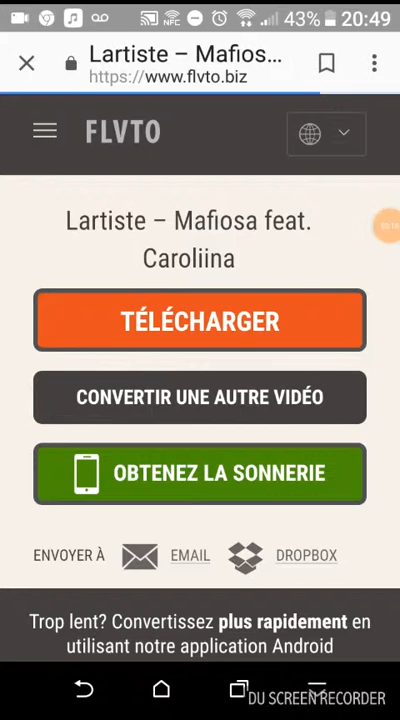 43% 20:49
Lartiste – Mafios...
https://www.flvto.biz
FLVTO
Lartiste – Mafiosa feat.
Caroliina
TÉLÉCHARGER
CONVERTIR UNE AUTRE VIDÉO
OBTENEZ LA SONNERIE
ENVOYER À EMAIL DROPBOX
Trop lent? Convertissez plus rapidement en
utilisant notre application Android
DU SCREEN RECORDER